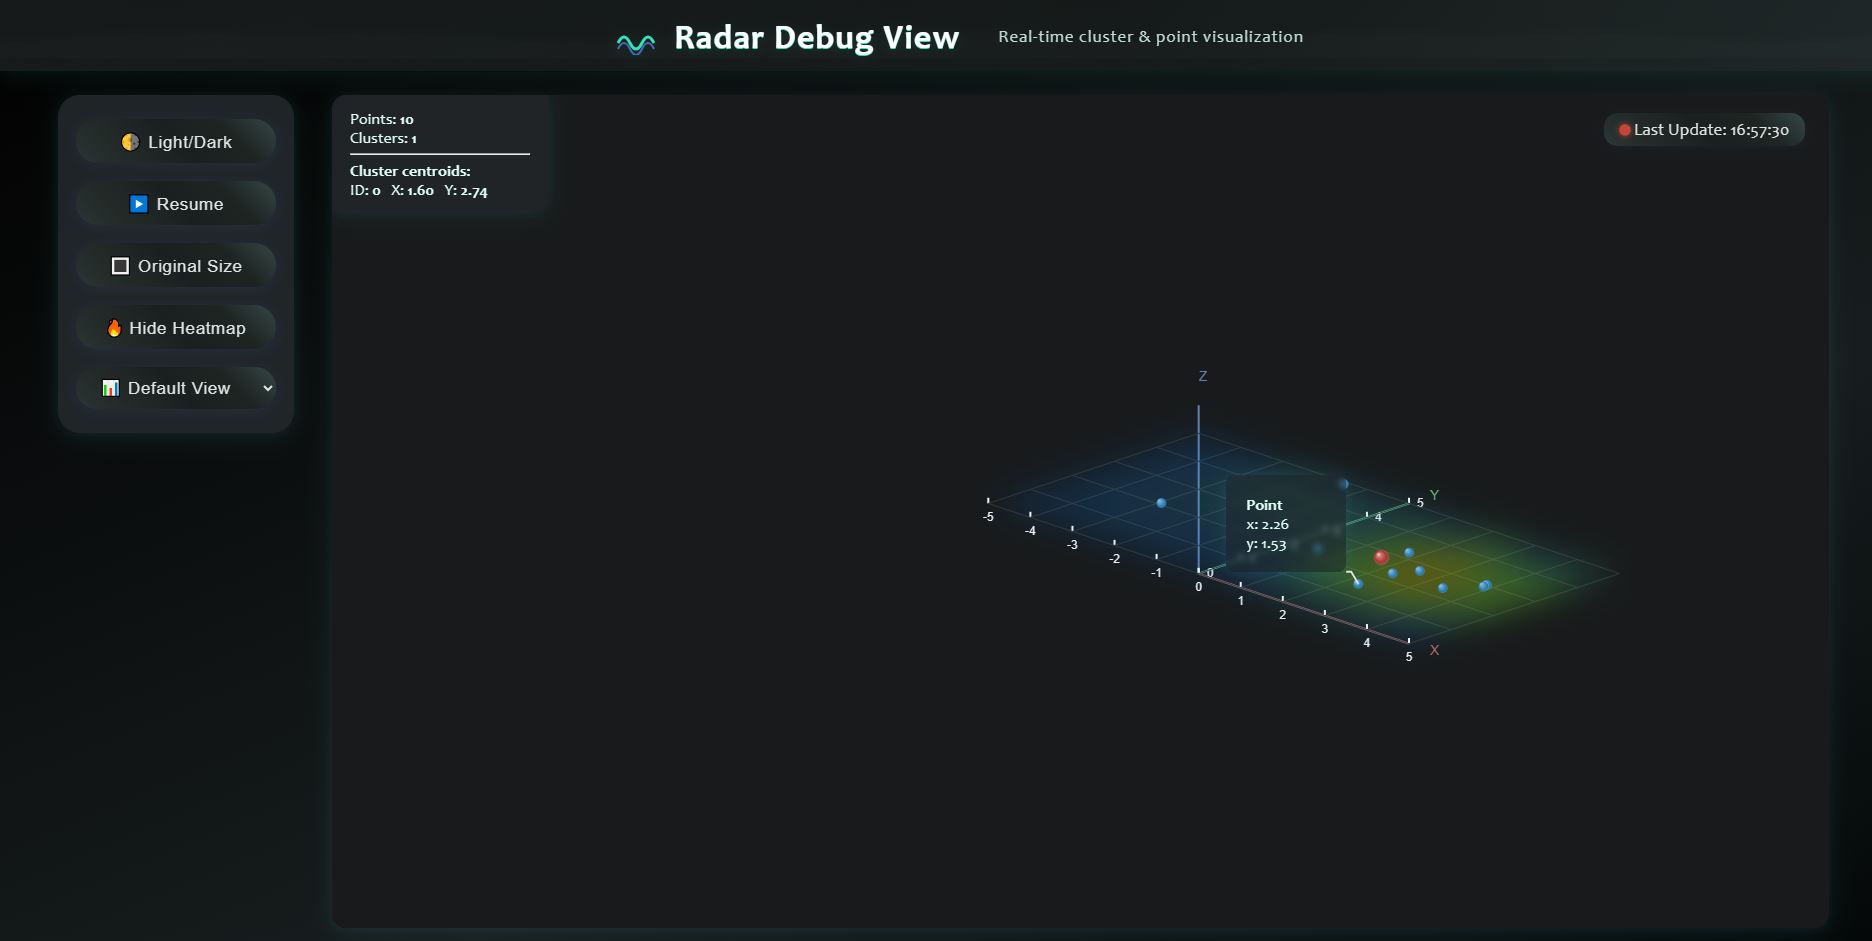 Radar Debug View
Real-time cluster & point visualization
Light/Dark
Resume
Original Size
Hide Heatmap
Default View
Points: 10
Clusters: 1
Cluster centroids:
ID: 0 X: 1.60 Y: 2.74
Last Update: 16:57:30
Z
Y
5
4
Point
x: 2.26
y: 1.53
0
-5
-4
-3
-2
-1
0
1
2
3
4
5
X